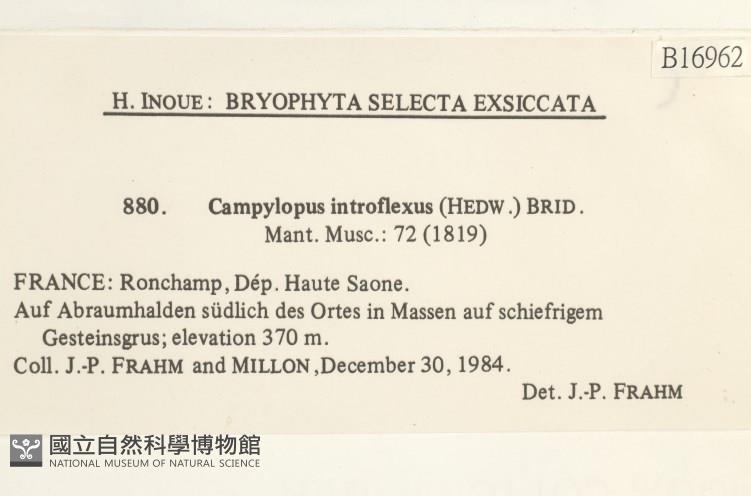 B16962
H. INOUE: BRYOPHYTA SELECTA EXSICCATA
880. Campylopus introflexus (HEDW.) BRID.
Mant. Musc.: 72 (1819)
FRANCE: Ronchamp, Dép. Haute Saone.
Auf Abraumhalden südlich des Ortes in Massen auf schiefrigem
Gesteinsgrus; elevation 370 m.
Coll. J.-P. FRAHM and MILLON, December 30, 1984.
Det. J.-P. FRAHM
國立自然科學博物館
NATIONAL MUSEUM OF NATURAL SCIENCE